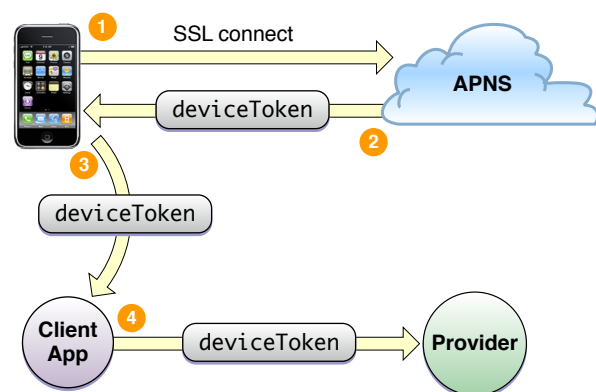 1
SSL connect
APNS
deviceToken
2
3
deviceToken
Client
App
4
deviceToken
Provider